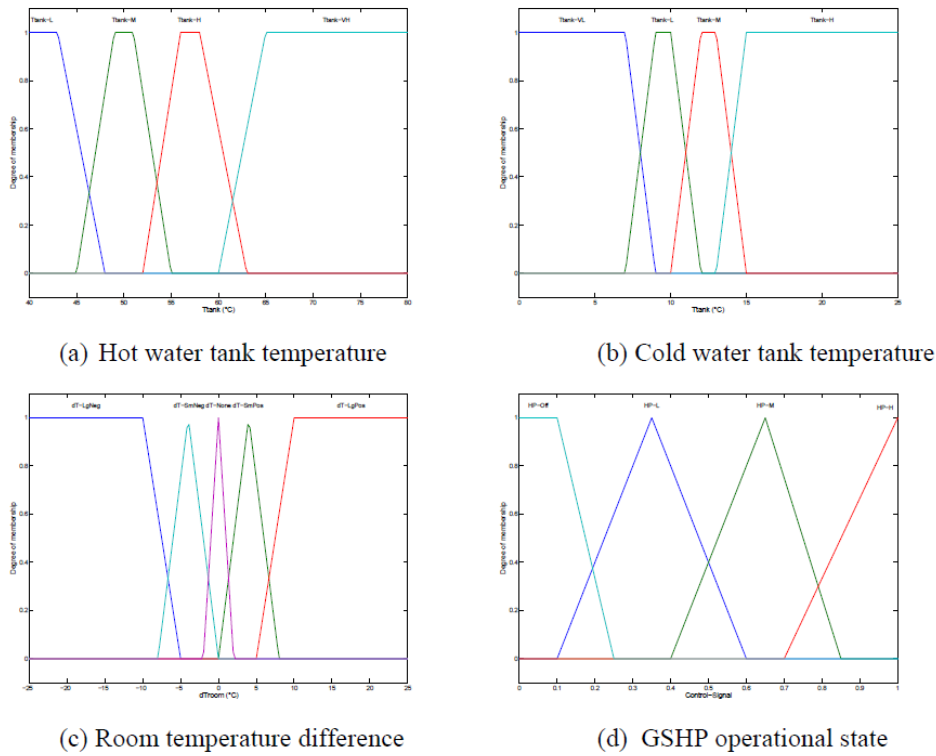 Ttank-L Ttank-M Ttank-H Ttank-VH
1
0.8
0.6
0.4
0.2
0
Degree of membership
40 45 50 55 60 65 70 75 80
Ttank (°C)
(a) Hot water tank temperature
Ttank-VL Ttank-L Ttank-M Ttank-H
1
0.8
0.6
0.4
0.2
0
Degree of membership
0 5 10 15 20 25
Ttank (°C)
(b) Cold water tank temperature
dT-LgNeg dT-SmNeg dT-None dT-SmPos dT-LgPos
1
0.8
0.6
0.4
0.2
0
Degree of membership
-25 -20 -15 -10 -5 0 5 10 15 20 25
dTroom (°C)
(c) Room temperature difference
HP-Off HP-L HP-M HP-H
1
0.8
0.6
0.4
0.2
0
Degree of membership
0 0.1 0.2 0.3 0.4 0.5 0.6 0.7 0.8 0.9 1
Control-Signal
(d) GSHP operational state